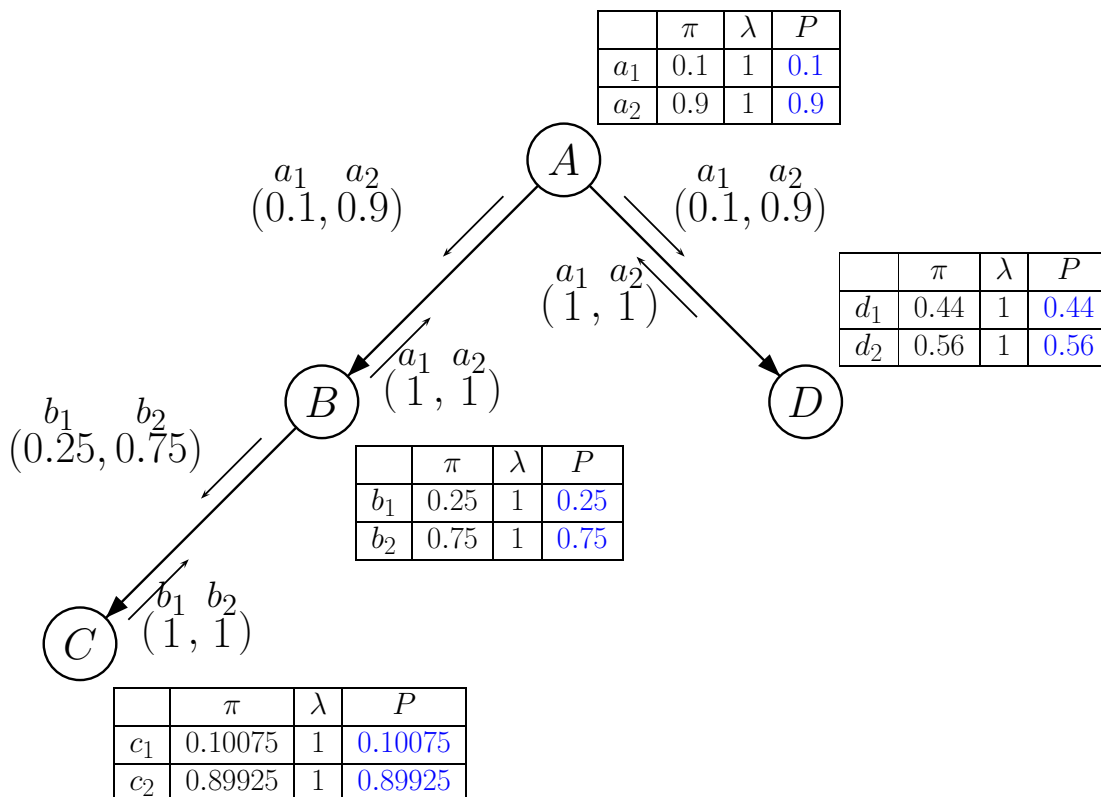 π λ P
a₁ 0.1 1 0.1
a₂ 0.9 1 0.9
A
a₁ a₂
(0.1, 0.9)
a₁ a₂
(0.1, 0.9)
a₁ a₂
(1, 1)
π λ P
d₁ 0.44 1 0.44
d₂ 0.56 1 0.56
a₁ a₂
(1, 1)
B
D
b₁ b₂
(0.25, 0.75)
π λ P
b₁ 0.25 1 0.25
b₂ 0.75 1 0.75
b₁ b₂
(1, 1)
C
π λ P
c₁ 0.10075 1 0.10075
c₂ 0.89925 1 0.89925